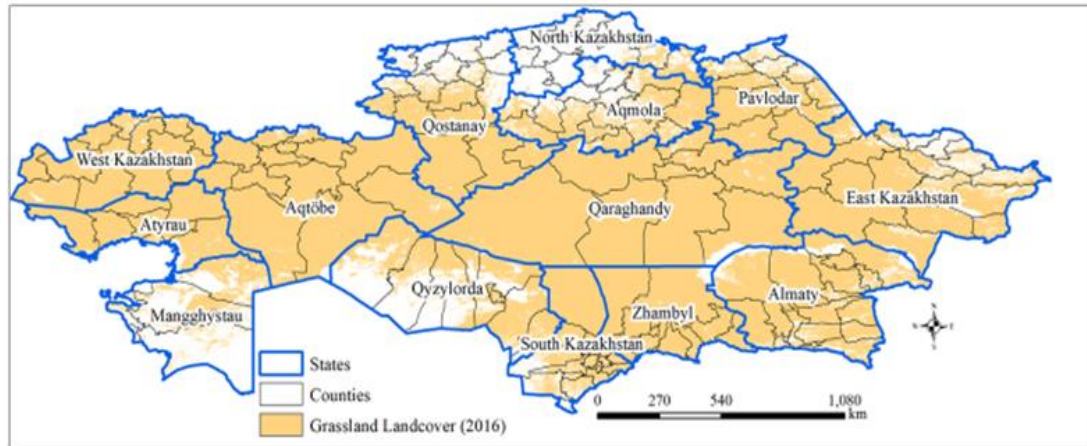 North Kazakhstan
Aqmola
Pavlodar
Qostanay
West Kazakhstan
East Kazakhstan
Aqtöbe
Qaraghandy
Atyrau
Qyzylorda
Almaty
Mangghystau
Zhambyl
South Kazakhstan
N
W E
S
States
Counties
Grassland Landcover (2016)
0 270 540 1,080
km